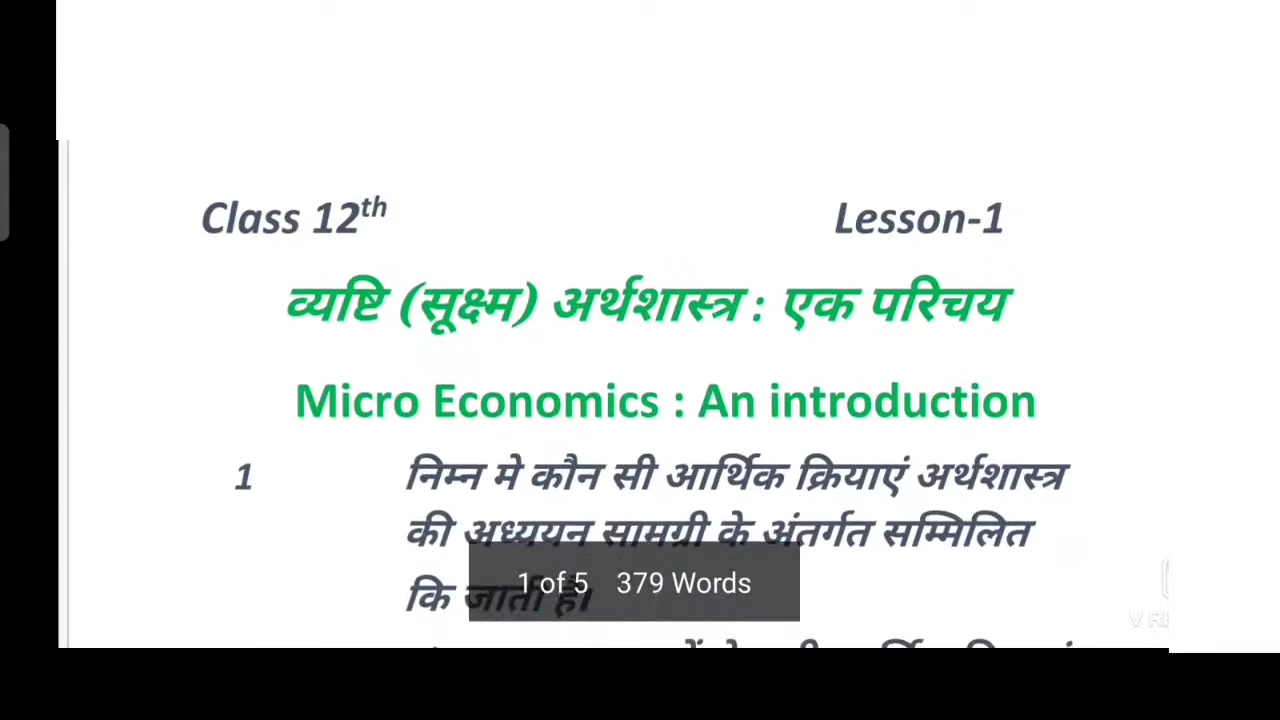 Class 12th Lesson-1
व्यष्टि (सूक्ष्म) अर्थशास्त्र : एक परिचय
Micro Economics : An introduction
1 निम्न मे कौन सी आर्थिक क्रियाएं अर्थशास्त्र
की अध्ययन सामग्री के अंतर्गत सम्मिलित
कि जाती है।
1 of 5 379 Words